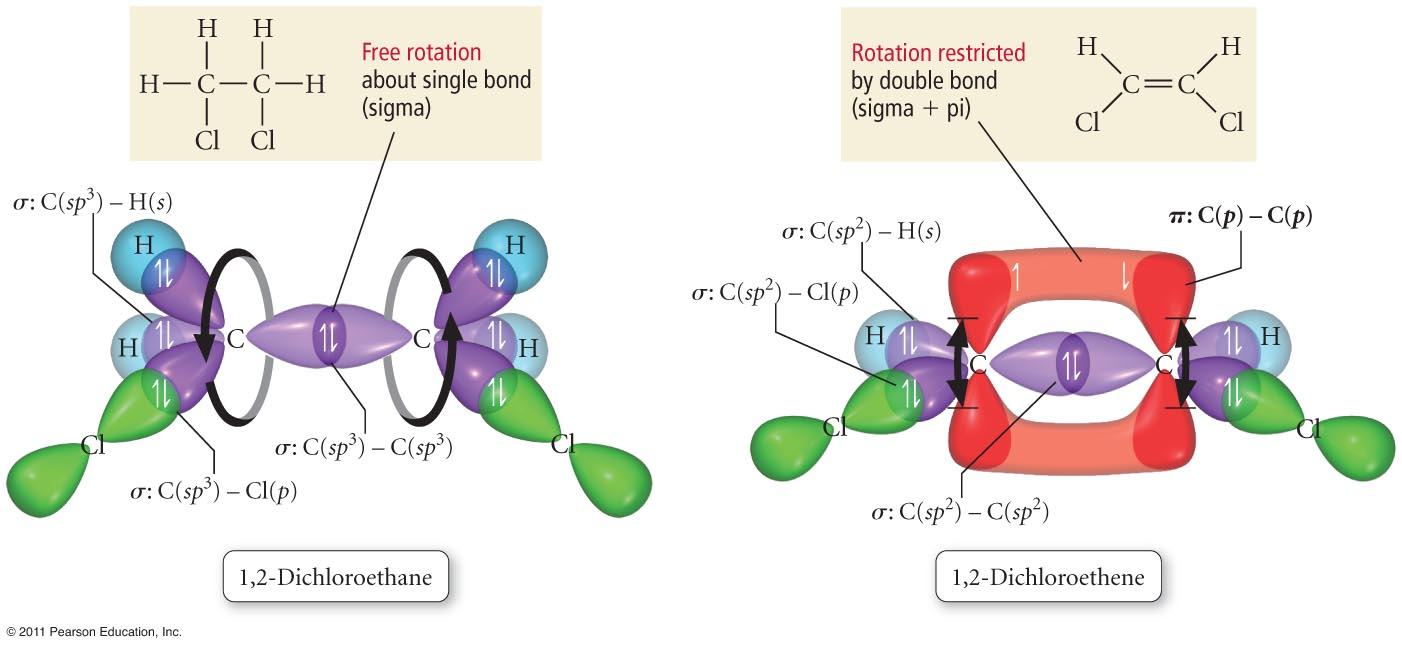 H H
H—C—C—H
Cl Cl
Free rotation
about single bond
(sigma)
σ: C(sp³) – H(s)
H
H
H
H
C
C
Cl
Cl
σ: C(sp³) – C(sp³)
σ: C(sp³) – Cl(p)
1,2-Dichloroethane
Rotation restricted
by double bond
(sigma + pi)
H H
C=C
Cl Cl
π: C(p) – C(p)
σ: C(sp²) – H(s)
σ: C(sp²) – Cl(p)
↿
⇂
H
H
C
C
Cl
Cl
σ: C(sp²) – C(sp²)
1,2-Dichloroethene
© 2011 Pearson Education, Inc.